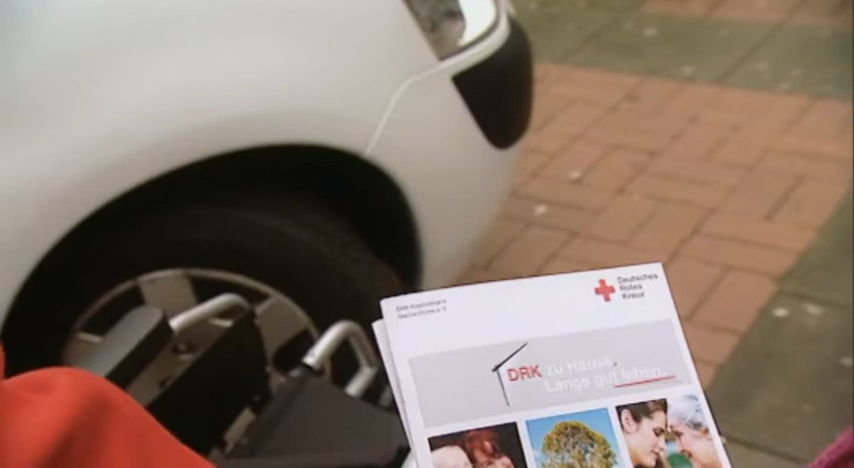 Deutsches
Rotes
Kreuz
DRK zu Hause.
Lange gut leben.